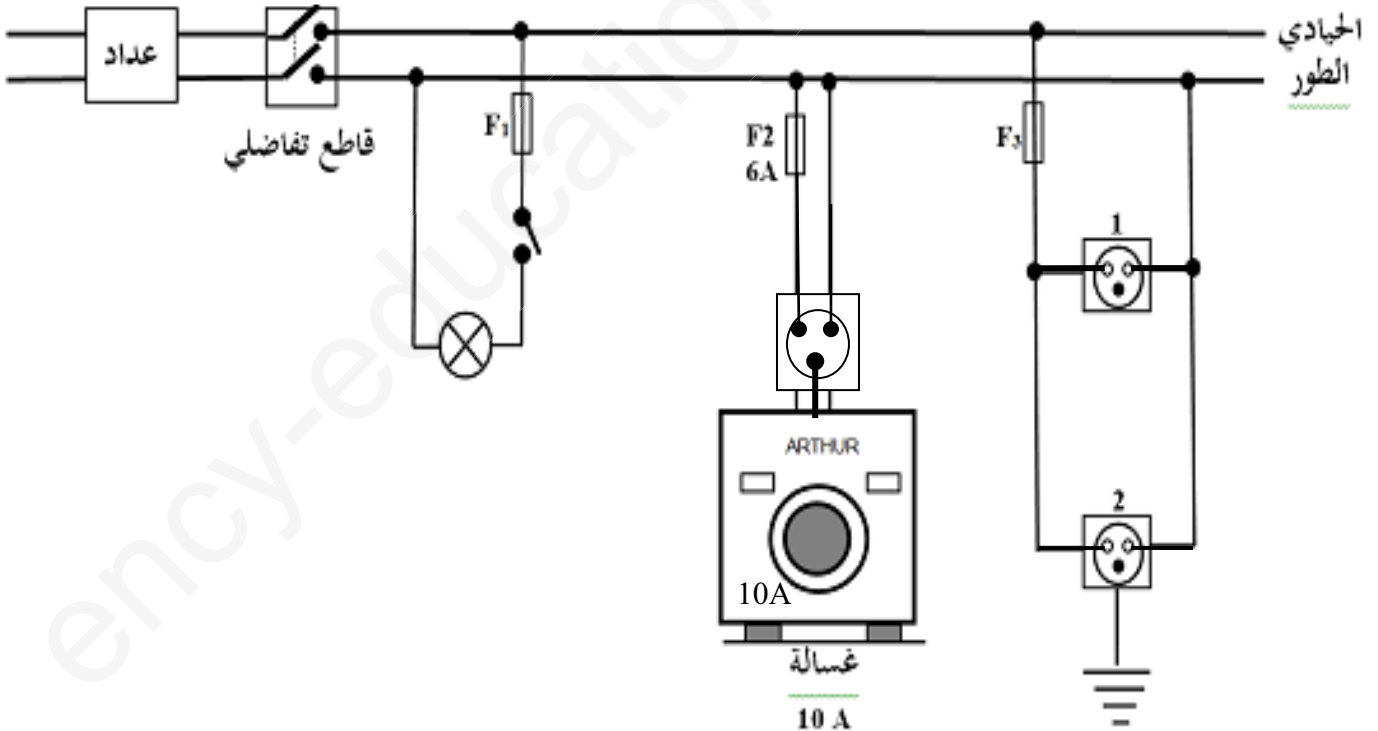 الحيادي
عداد
الطور
قاطع تفاضلي
F1
F2
6A
F3
1
ARTHUR
2
10A
غسالة
10 A
ency-education